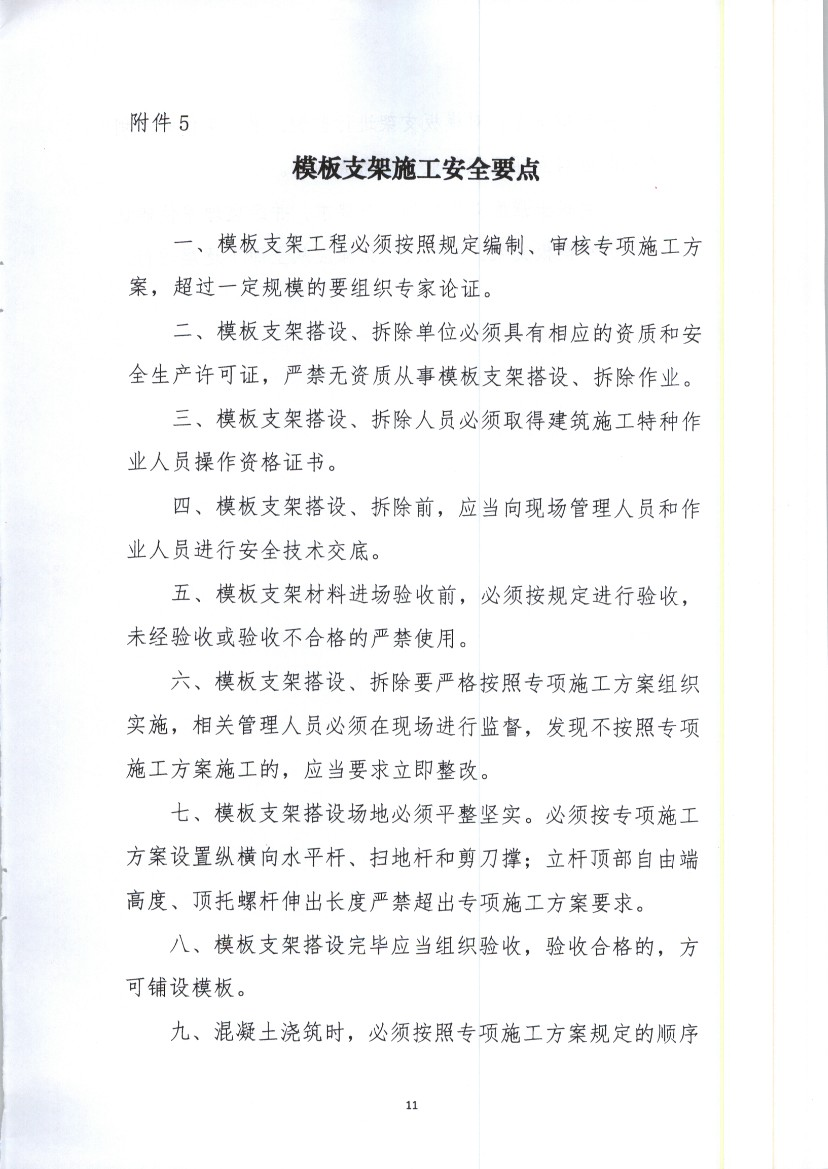 附件 5
模板支架施工安全要点
一、模板支架工程必须按照规定编制、审核专项施工方
案，超过一定规模的要组织专家论证。
二、模板支架搭设、拆除单位必须具有相应的资质和安
全生产许可证，严禁无资质从事模板支架搭设、拆除作业。
三、模板支架搭设、拆除人员必须取得建筑施工特种作
业人员操作资格证书。
四、模板支架搭设、拆除前，应当向现场管理人员和作
业人员进行安全技术交底。
五、模板支架材料进场验收前，必须按规定进行验收，
未经验收或验收不合格的严禁使用。
六、模板支架搭设、拆除要严格按照专项施工方案组织
实施，相关管理人员必须在现场进行监督，发现不按照专项
施工方案施工的，应当要求立即整改。
七、模板支架搭设场地必须平整坚实。必须按专项施工
方案设置纵横向水平杆、扫地杆和剪刀撑；立杆顶部自由端
高度、顶托螺杆伸出长度严禁超出专项施工方案要求。
八、模板支架搭设完毕应当组织验收，验收合格的，方
可铺设模板。
九、混凝土浇筑时，必须按照专项施工方案规定的顺序
11